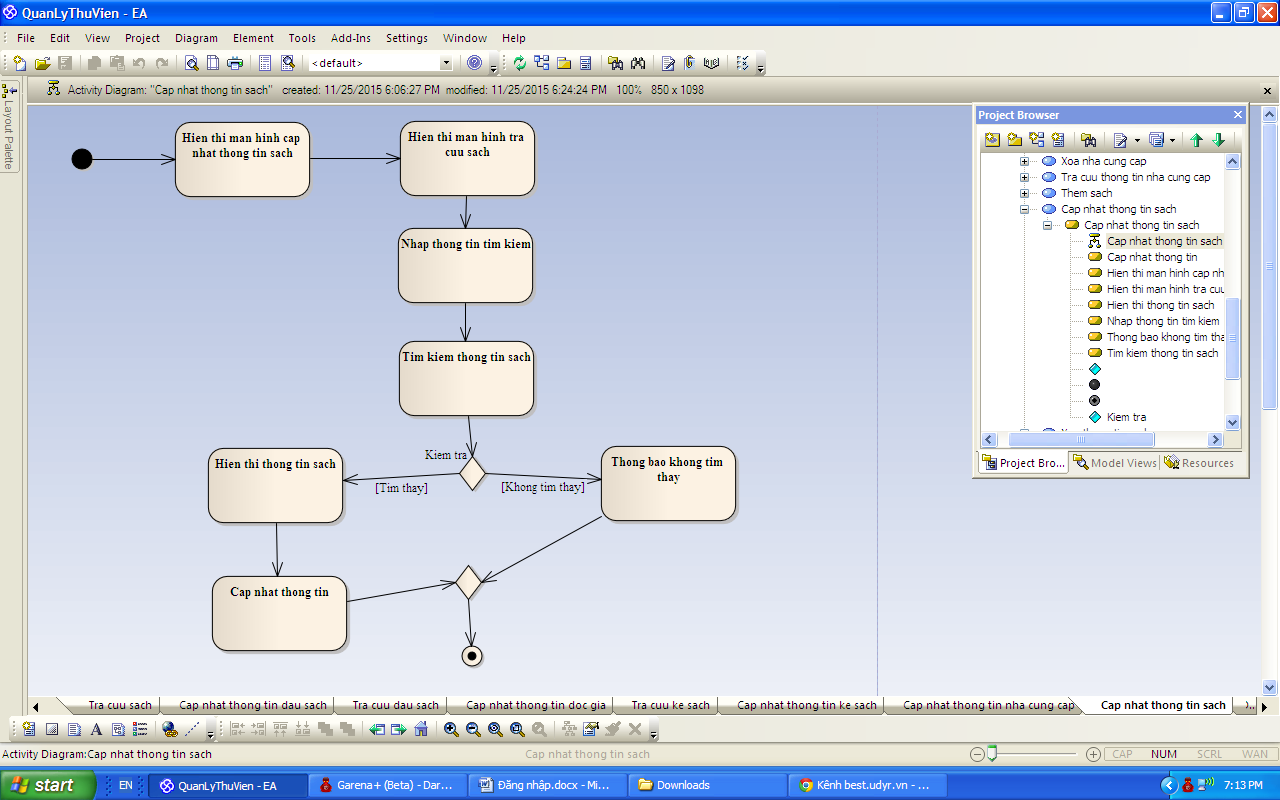 QuanLyThuVien - EA
File Edit View Project Diagram Element Tools Add-Ins Settings Window Help
< default>
Activity Diagram: "Cap nhat thong tin sach" created: 11/25/2015 6:06:27 PM modified: 11/25/2015 6:24:24 PM 100% 850 x 1098
Layout Palette
Hien thi man hinh cap
nhat thong tin sach
Hien thi man hinh tra
cuu sach
Nhap thong tin tim kiem
Tim kiem thong tin sach
Kiem tra
Hien thi thong tin sach
[Tim thay]
[Khong tim thay]
Thong bao khong tim
thay
Cap nhat thong tin
Project Browser
Xoa nha cung cap
Tra cuu thong tin nha cung cap
Them sach
Cap nhat thong tin sach
Cap nhat thong tin sach
Cap nhat thong tin sach
Cap nhat thong tin
Hien thi man hinh cap nh
Hien thi man hinh tra cuu
Hien thi thong tin sach
Nhap thong tin tim kiem
Thong bao khong tim tha
Tim kiem thong tin sach
Kiem tra
Project Bro... Model Views Resources
Tra cuu sach Cap nhat thong tin dau sach Tra cuu dau sach Cap nhat thong tin doc gia Tra cuu ke sach Cap nhat thong tin ke sach Cap nhat thong tin nha cung cap Cap nhat thong tin sach
Activity Diagram:Cap nhat thong tin sach Cap nhat thong tin sach CAP NUM SCRL WAN
start EN QuanLyThuVien - EA Garena+ (Beta) - Dar... Đăng nhập.docx - Mi... Downloads Kênh best.udyr.vn - ... 7:13 PM